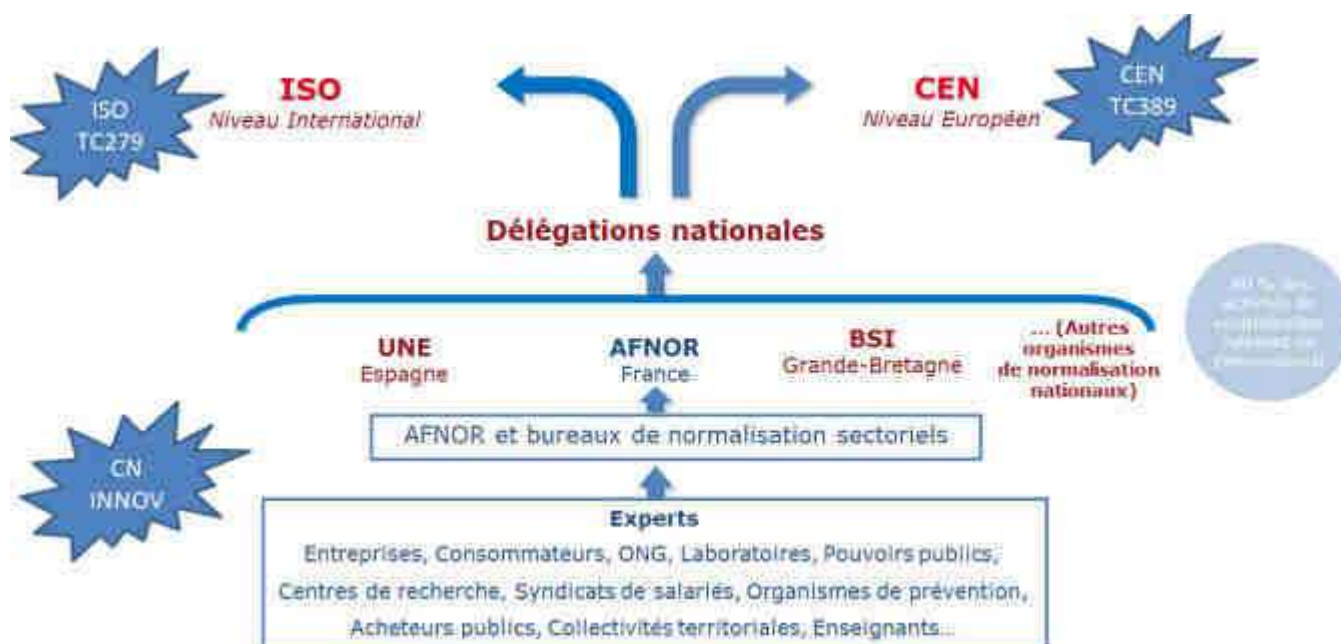 ISO
TC279
ISO
Niveau International
CEN
Niveau Européen
CEN
TC389
Délégations nationales
UNE
Espagne
AFNOR
France
BSI
Grande-Bretagne
... (Autres
organismes
de normalisation
nationaux)
AFNOR et bureaux de normalisation sectoriels
CN
INNOV
Experts
Entreprises, Consommateurs, ONG, Laboratoires, Pouvoirs publics,
Centres de recherche, Syndicats de salariés, Organismes de prévention,
Acheteurs publics, Collectivités territoriales, Enseignants...